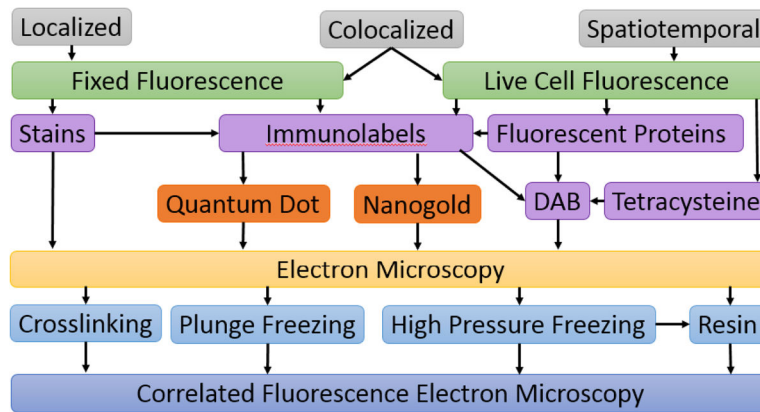 Localized
Colocalized
Spatiotemporal
Fixed Fluorescence
Live Cell Fluorescence
Stains
Immunolabels
Fluorescent Proteins
Quantum Dot
Nanogold
DAB
Tetracysteine
Electron Microscopy
Crosslinking
Plunge Freezing
High Pressure Freezing
Resin
Correlated Fluorescence Electron Microscopy